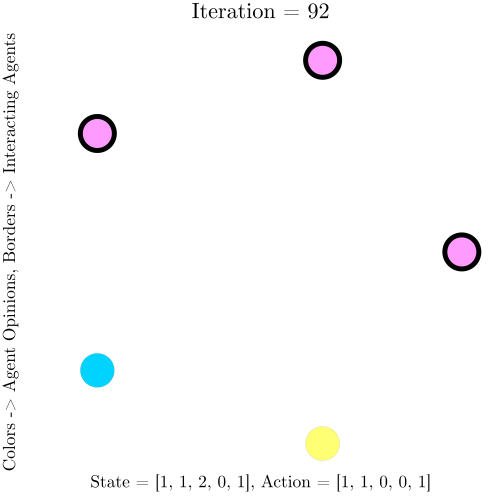 Iteration = 92
Colors -> Agent Opinions, Borders -> Interacting Agents
State = [1, 1, 2, 0, 1], Action = [1, 1, 0, 0, 1]